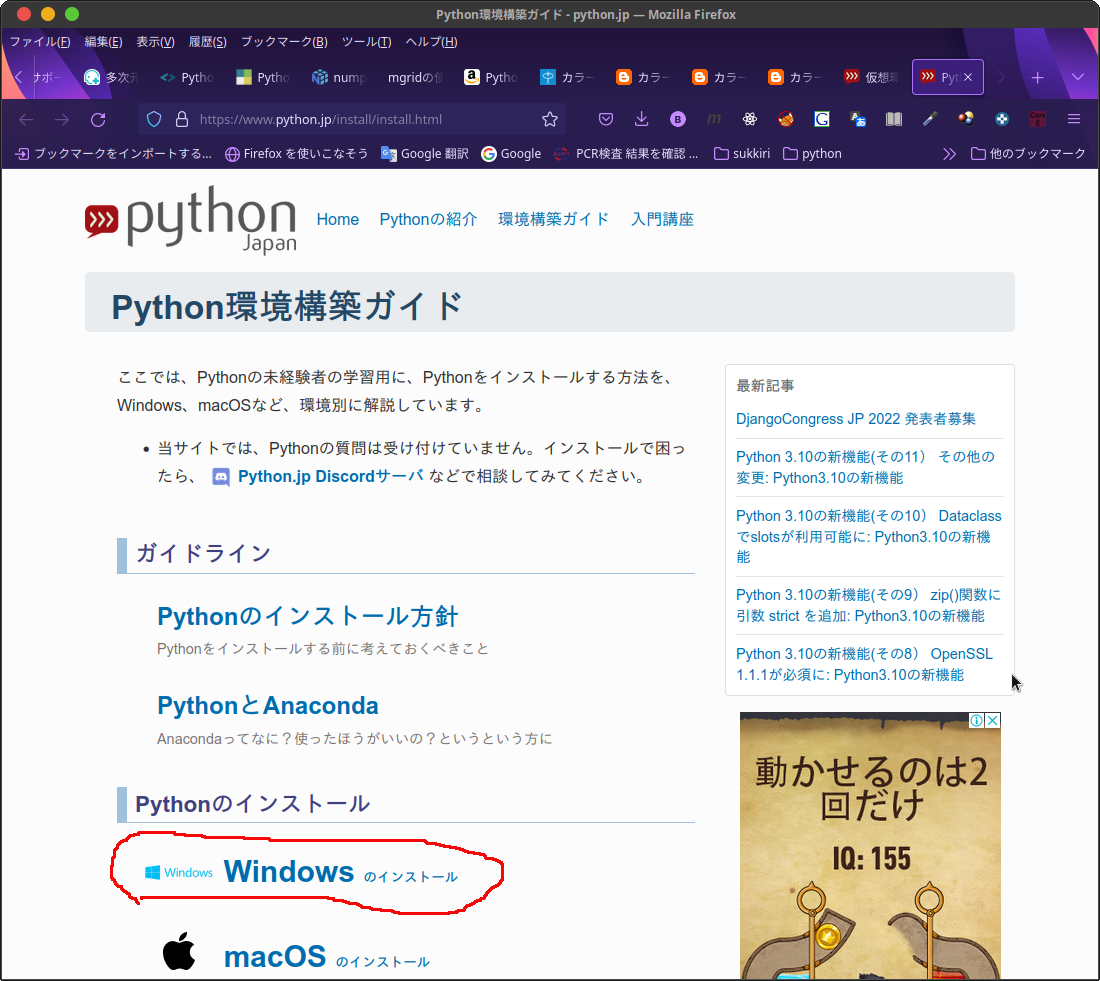 Python環境構築ガイド - python.jp — Mozilla Firefox
ファイル(F) 編集(E) 表示(V) 履歴(S) ブックマーク(B) ツール(T) ヘルプ(H)
サポー 多次元 Pytho Pytho nump mgridの使 Pytho カラー カラー カラー カラー 仮想環 Pyt
https://www.python.jp/install/install.html
ブックマークをインポートする... Firefox を使いこなそう Google 翻訳 Google PCR検査 結果を確認 ... sukkiri python 他のブックマーク
python
Japan
Home Pythonの紹介 環境構築ガイド 入門講座
Python環境構築ガイド
ここでは、Pythonの未経験者の学習用に、Pythonをインストールする方法を、
Windows、macOSなど、環境別に解説しています。
• 当サイトでは、Pythonの質問は受け付けていません。インストールで困っ
たら、 Python.jp Discordサーバ などで相談してみてください。
ガイドライン
Pythonのインストール方針
Pythonをインストールする前に考えておくべきこと
PythonとAnaconda
Anacondaってなに？使ったほうがいいの？というという方に
Pythonのインストール
Windows Windows のインストール
macOS のインストール
最新記事
DjangoCongress JP 2022 発表者募集
Python 3.10の新機能(その11） その他の
変更: Python3.10の新機能
Python 3.10の新機能(その10） Dataclass
でslotsが利用可能に: Python3.10の新機
能
Python 3.10の新機能(その9） zip()関数に
引数 strict を追加: Python3.10の新機能
Python 3.10の新機能(その8） OpenSSL
1.1.1が必須に: Python3.10の新機能
動かせるのは2
回だけ
IQ: 155